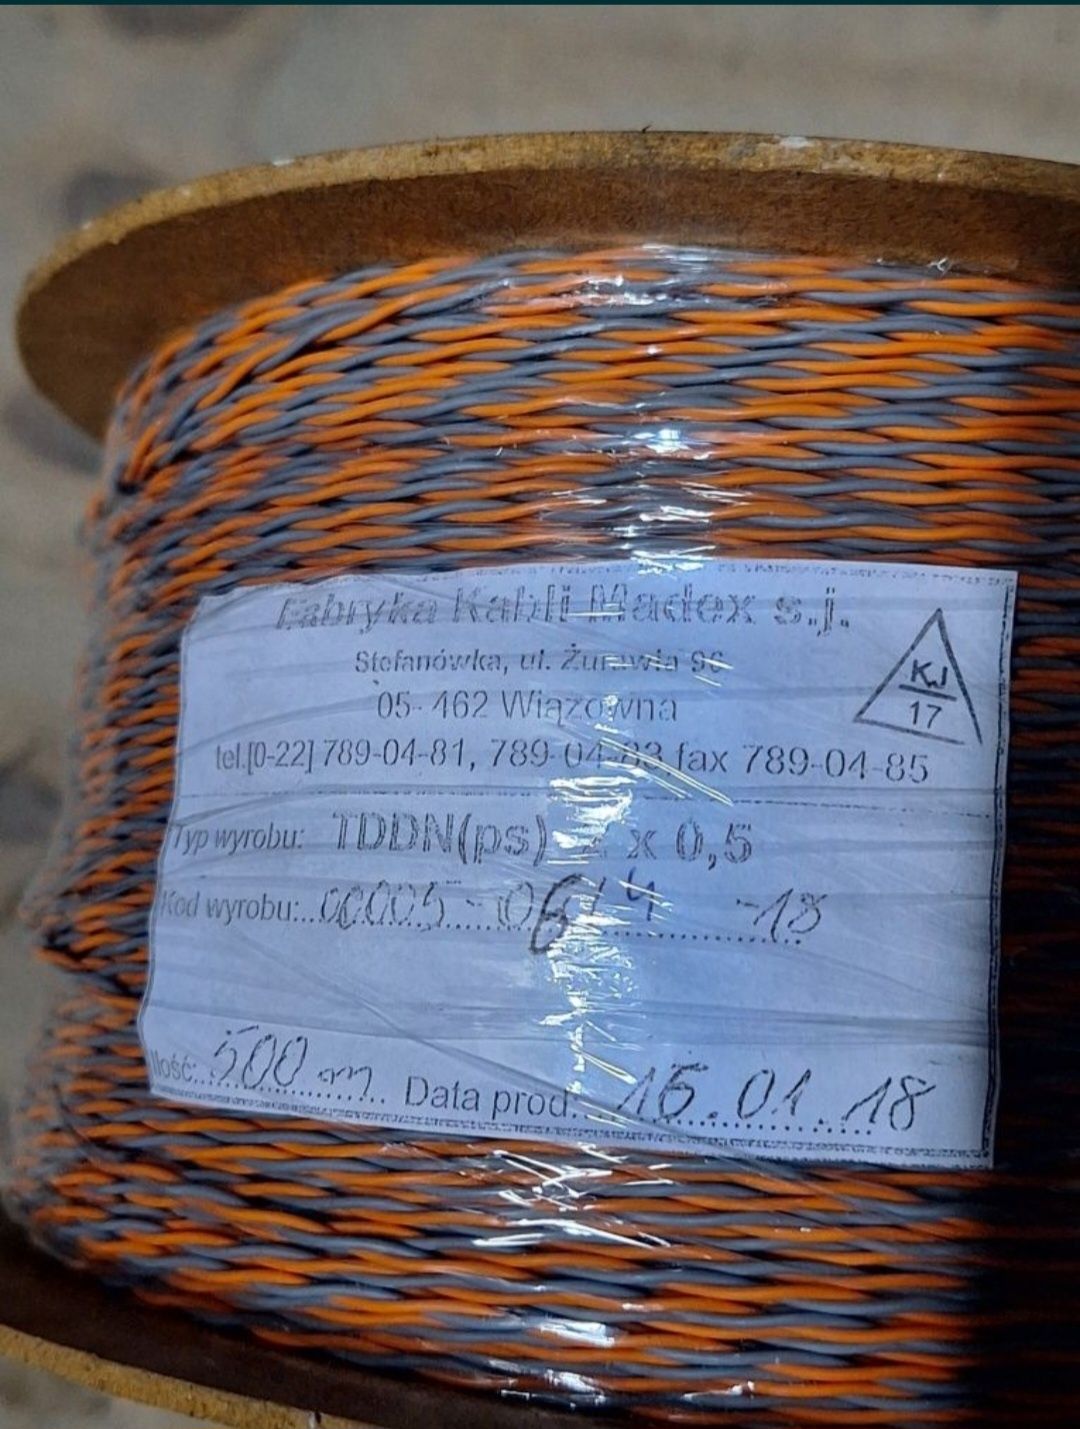 Fabryka Kabli Madex s.j.
Stefanówka, ul. Żurawia 96
05-462 Wiązowna
KJ
17
tel.[0-22] 789-04-81, 789-04-83, fax 789-04-85
Typ wyrobu: TDDN(ps) x 0,5
Kod wyrobu: -18
Ilość: 500 m Data prod.: 16.01.18